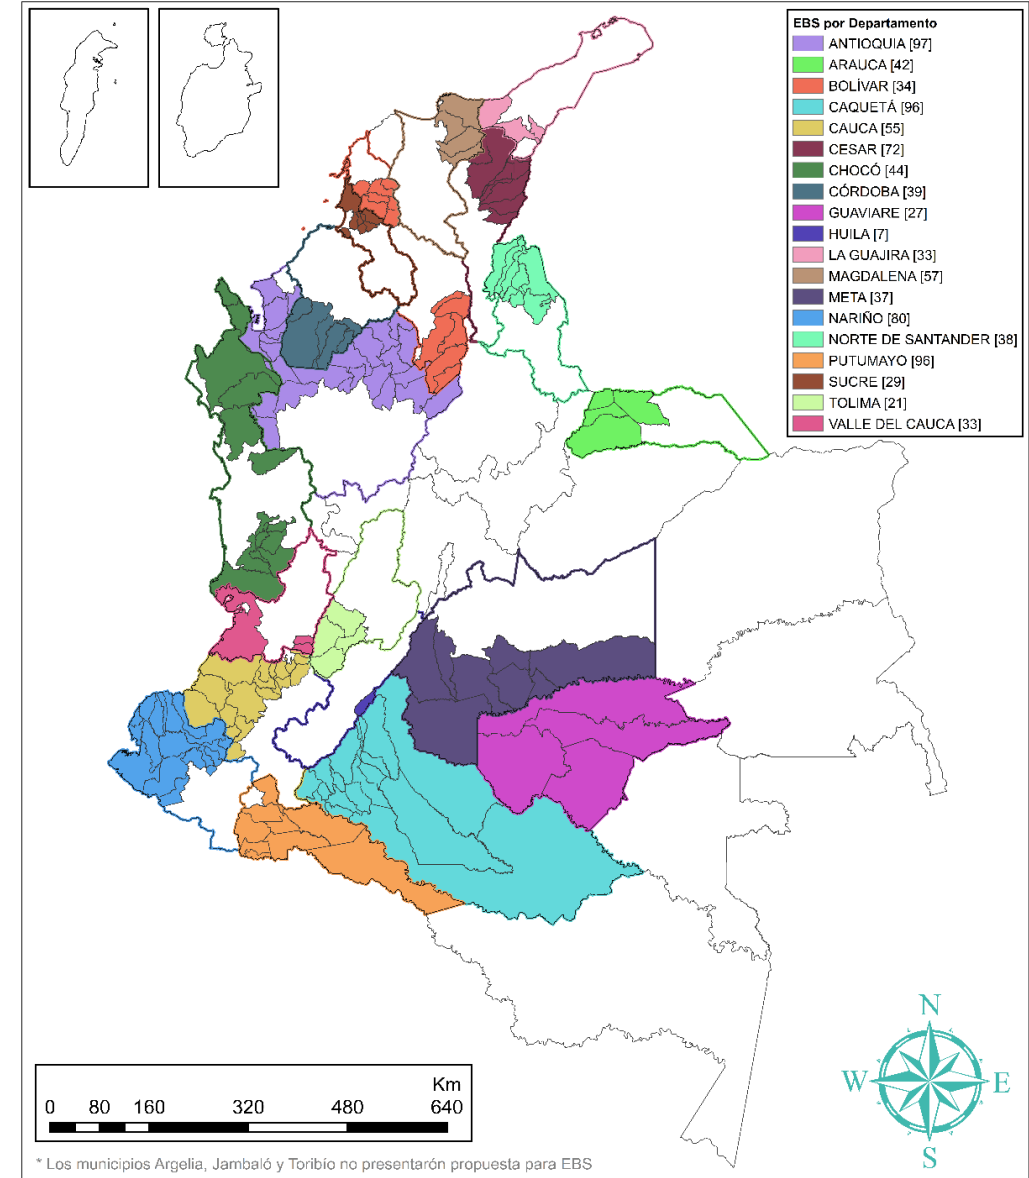 EBS por Departamento
ANTIOQUIA [97]
ARAUCA [42]
BOLÍVAR [34]
CAQUETÁ [96]
CAUCA [55]
CESAR [72]
CHOCÓ [44]
CÓRDOBA [39]
GUAVIARE [27]
HUILA [7]
LA GUAJIRA [33]
MAGDALENA [57]
META [37]
NARIÑO [80]
NORTE DE SANTANDER [38]
PUTUMAYO [96]
SUCRE [29]
TOLIMA [21]
VALLE DEL CAUCA [33]
N
W E
S
Km
0 80 160 320 480 640
* Los municipios Argelia, Jambaló y Toribío no presentarón propuesta para EBS